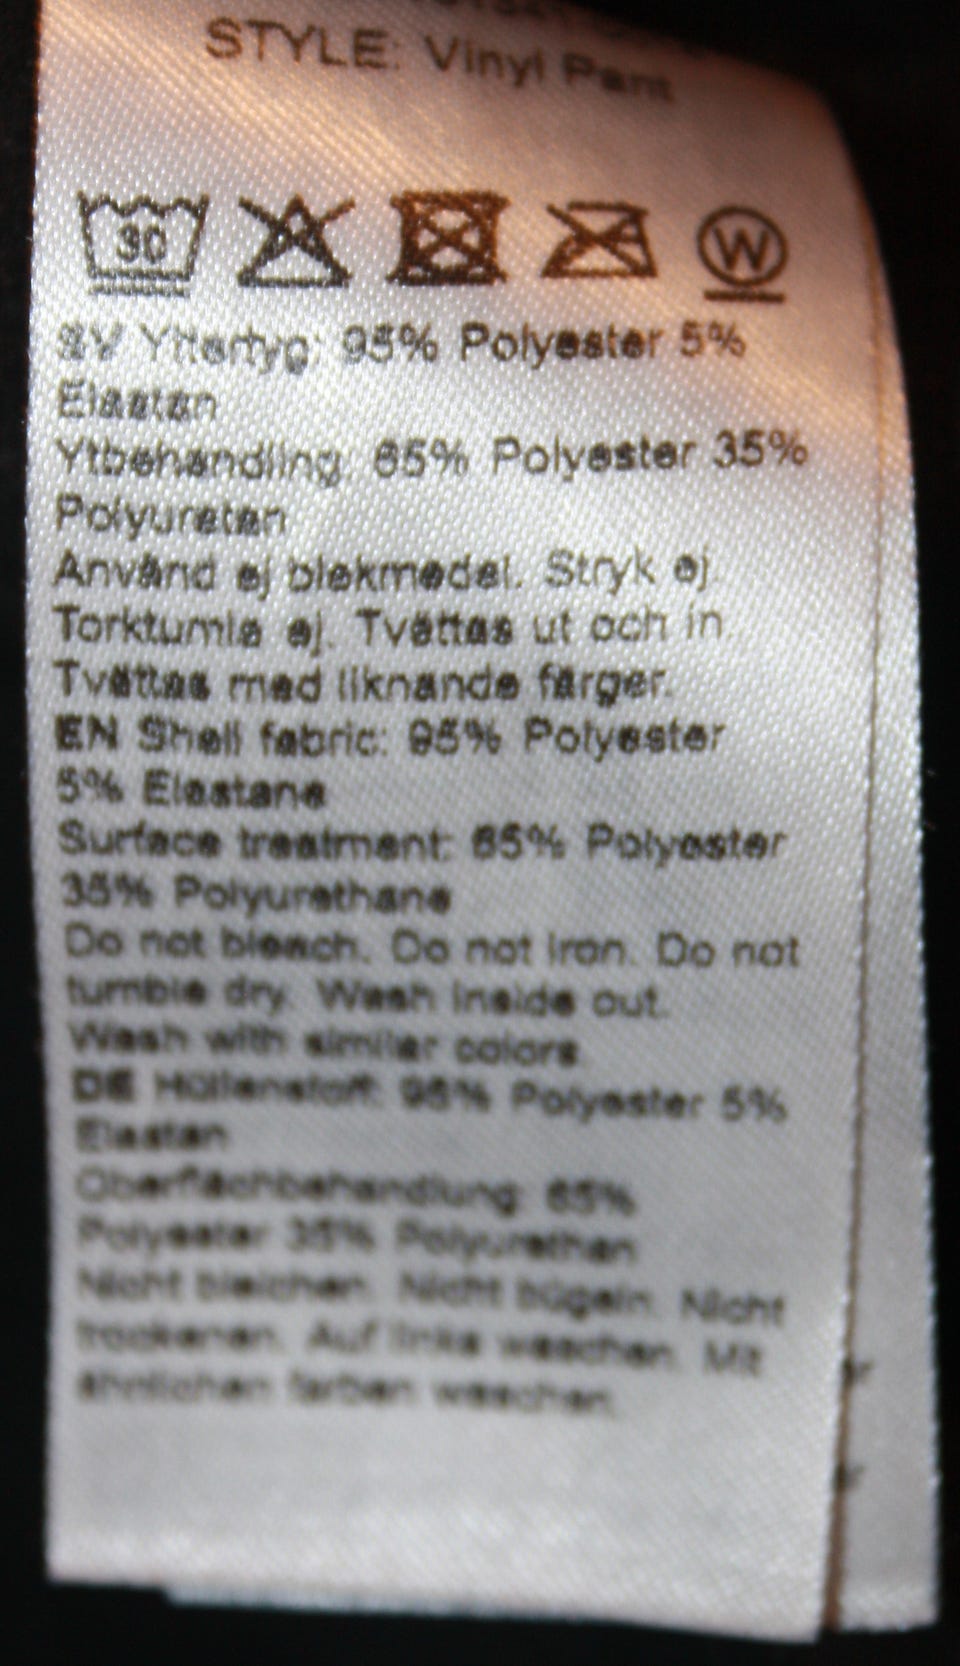 STYLE: Vinyl Pant
30
W
SV Yttertyg: 95% Polyester 5%
Elastan
Ytbehandling: 65% Polyester 35%
Polyuretan
Använd ej blekmedel. Stryk ej.
Torktumla ej. Tvättas ut och in.
Tvättas med liknande färger.
EN Shell fabric: 95% Polyester
5% Elastane
Surface treatment: 65% Polyester
35% Polyurethane
Do not bleach. Do not iron. Do not
tumble dry. Wash inside out.
Wash with similar colors.
DE Hüllenstoff: 95% Polyester 5%
Elastan
Oberflächbehandlung: 65%
Polyester 35% Polyurethan
Nicht bleichen. Nicht bügeln. Nicht
trockenen. Auf links waschen. Mit
ähnlichen farben waschen.